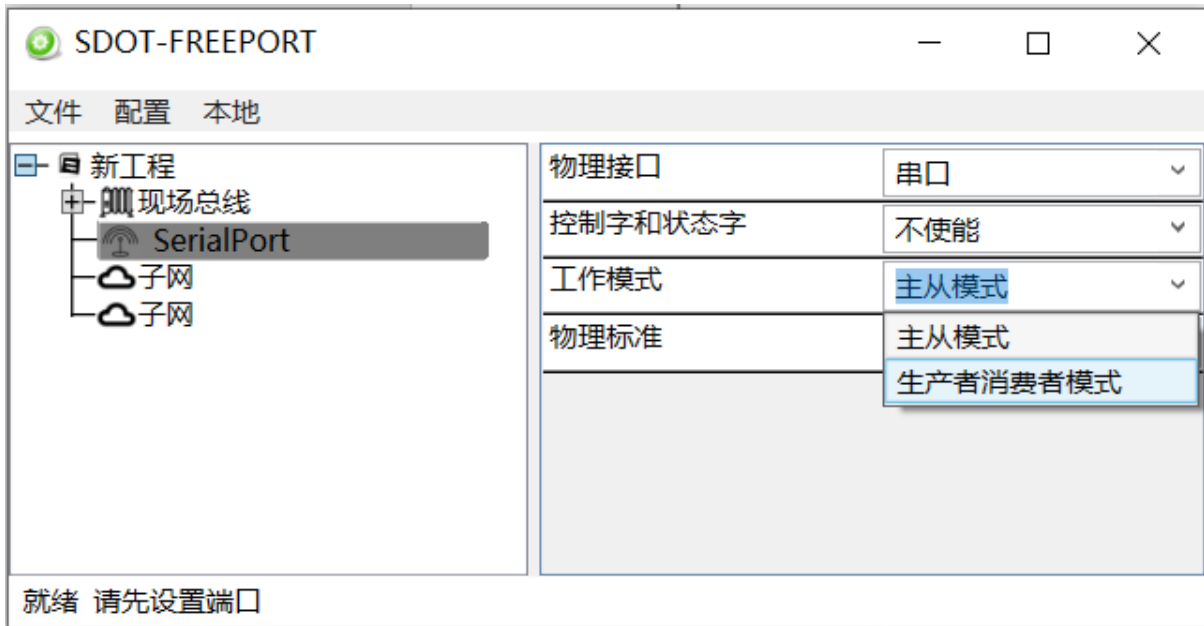 SDOT-FREEPORT
文件 配置 本地
新工程
现场总线
SerialPort
子网
子网
物理接口 串口
控制字和状态字 不使能
工作模式 主从模式
物理标准 主从模式
生产者消费者模式
就绪 请先设置端口